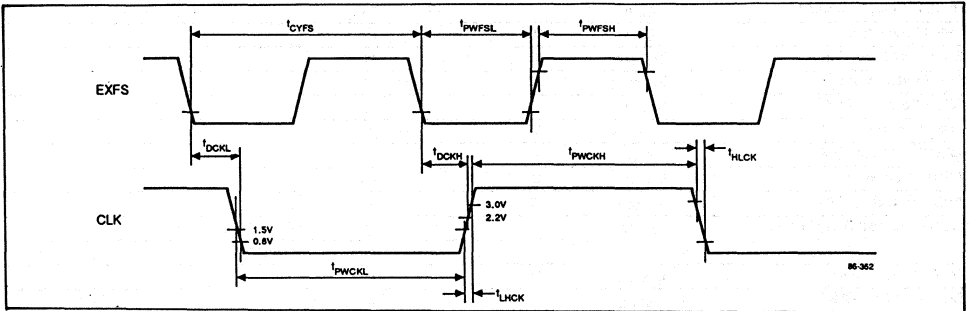 tCYFS
tPWFSL
tPWFSH
EXFS
tDCKL
tDCKH
tPWCKH
tHLCK
CLK
3.0V
2.2V
1.5V
0.8V
tPWCKL
tLHCK
86-352